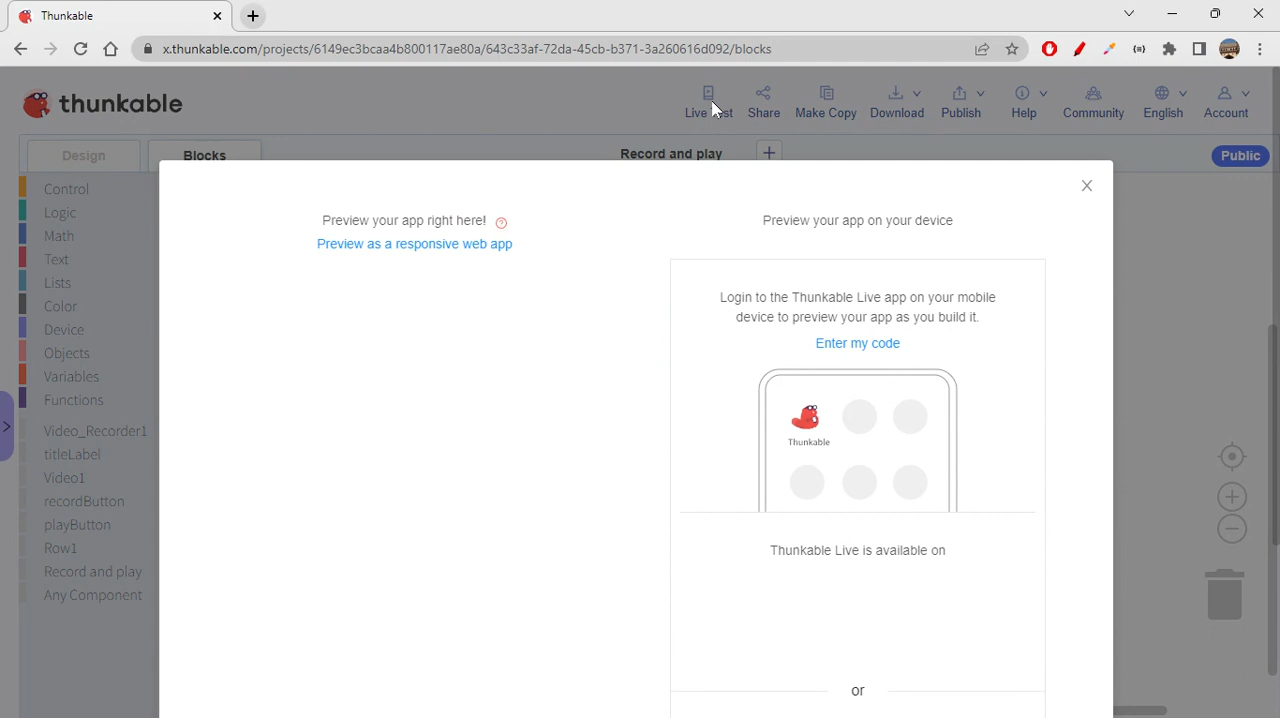 Thunkable
x.thunkable.com/projects/6149ec3bcaa4b800117ae80a/643c33af-72da-45cb-b371-3a260616d092/blocks
thunkable
Share
Make Copy
Download
Publish
Help
Community
English
Account
Design
Blocks
Record and play
Public
Control
Logic
Math
Text
Lists
Color
Device
Objects
Variables
Functions
Video_Recorder1
titleLabel
Video1
recordButton
playButton
Row1
Record and play
Any Component
Preview your app right here!
Preview as a responsive web app
Preview your app on your device
Login to the Thunkable Live app on your mobile
device to preview your app as you build it.
Enter my code
Thunkable
Thunkable Live is available on
or